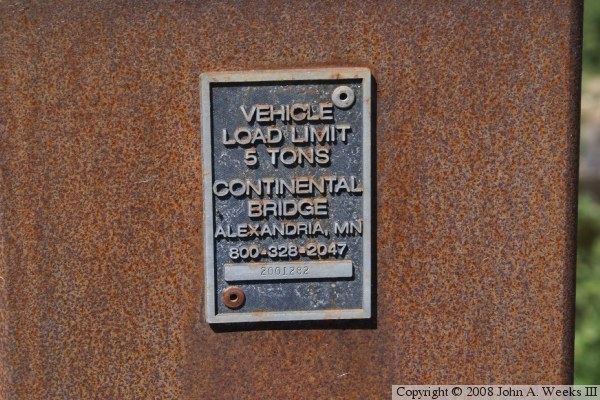 VEHICLE
LOAD LIMIT
5 TONS
CONTINENTAL
BRIDGE
ALEXANDRIA, MN
800-328-2047
2001282
Copyright © 2008 John A. Weeks III